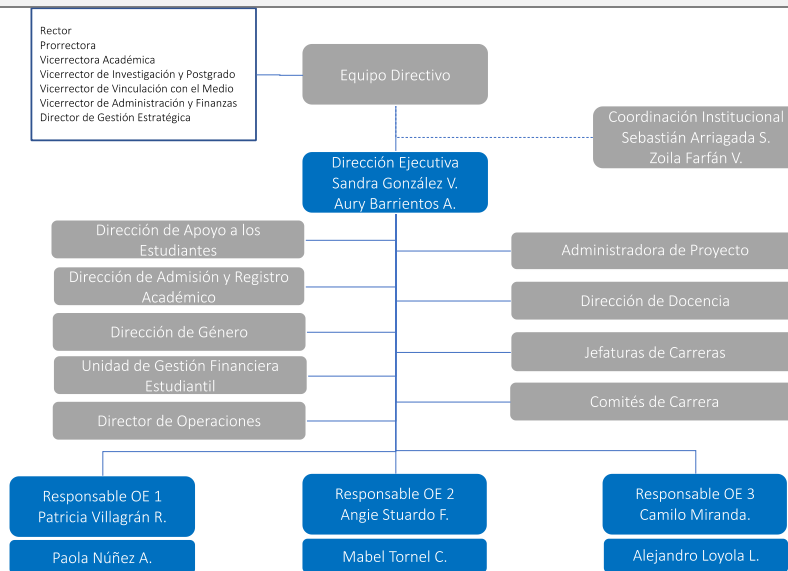 Rector
Prorrectora
Vicerrectora Académica
Vicerrector de Investigación y Postgrado
Vicerrector de Vinculación con el Medio
Vicerrector de Administración y Finanzas
Director de Gestión Estratégica
Equipo Directivo
Coordinación Institucional
Sebastián Arriagada S.
Zoila Farfán V.
Dirección Ejecutiva
Sandra González V.
Aury Barrientos A.
Dirección de Apoyo a los
Estudiantes
Administradora de Proyecto
Dirección de Admisión y Registro
Académico
Dirección de Docencia
Dirección de Género
Jefaturas de Carreras
Unidad de Gestión Financiera
Estudiantil
Comités de Carrera
Director de Operaciones
Responsable OE 1
Patricia Villagrán R.
Paola Núñez A.
Responsable OE 2
Angie Stuardo F.
Mabel Tornel C.
Responsable OE 3
Camilo Miranda.
Alejandro Loyola L.